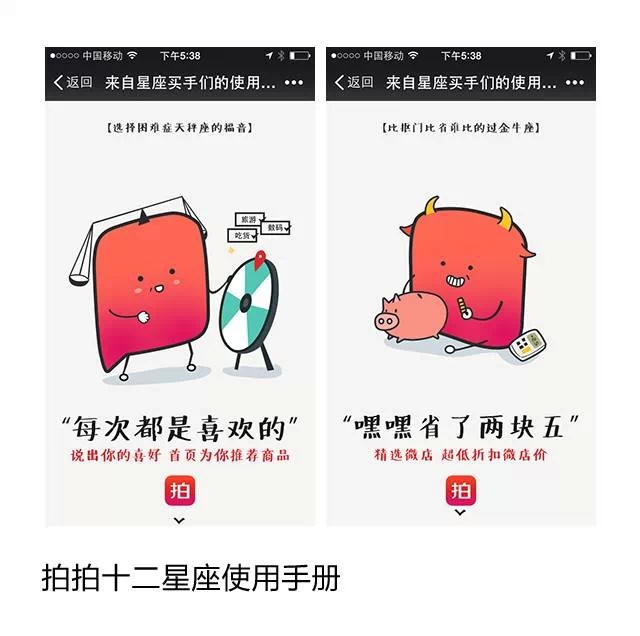 ●○○○○ 中国移动 下午5:38
返回 来自星座买手们的使用... •••
【选择困难症天秤座的福音】
旅游
数码
吃货
“每次都是喜欢的”
说出你的喜好 首页为你推荐商品
拍
●○○○○ 中国移动 下午5:38
返回 来自星座买手们的使用... •••
【比抠门比省谁比的过金牛座】
“嘿嘿省了两块五”
精选微店 超低折扣微店价
拍
拍拍十二星座使用手册